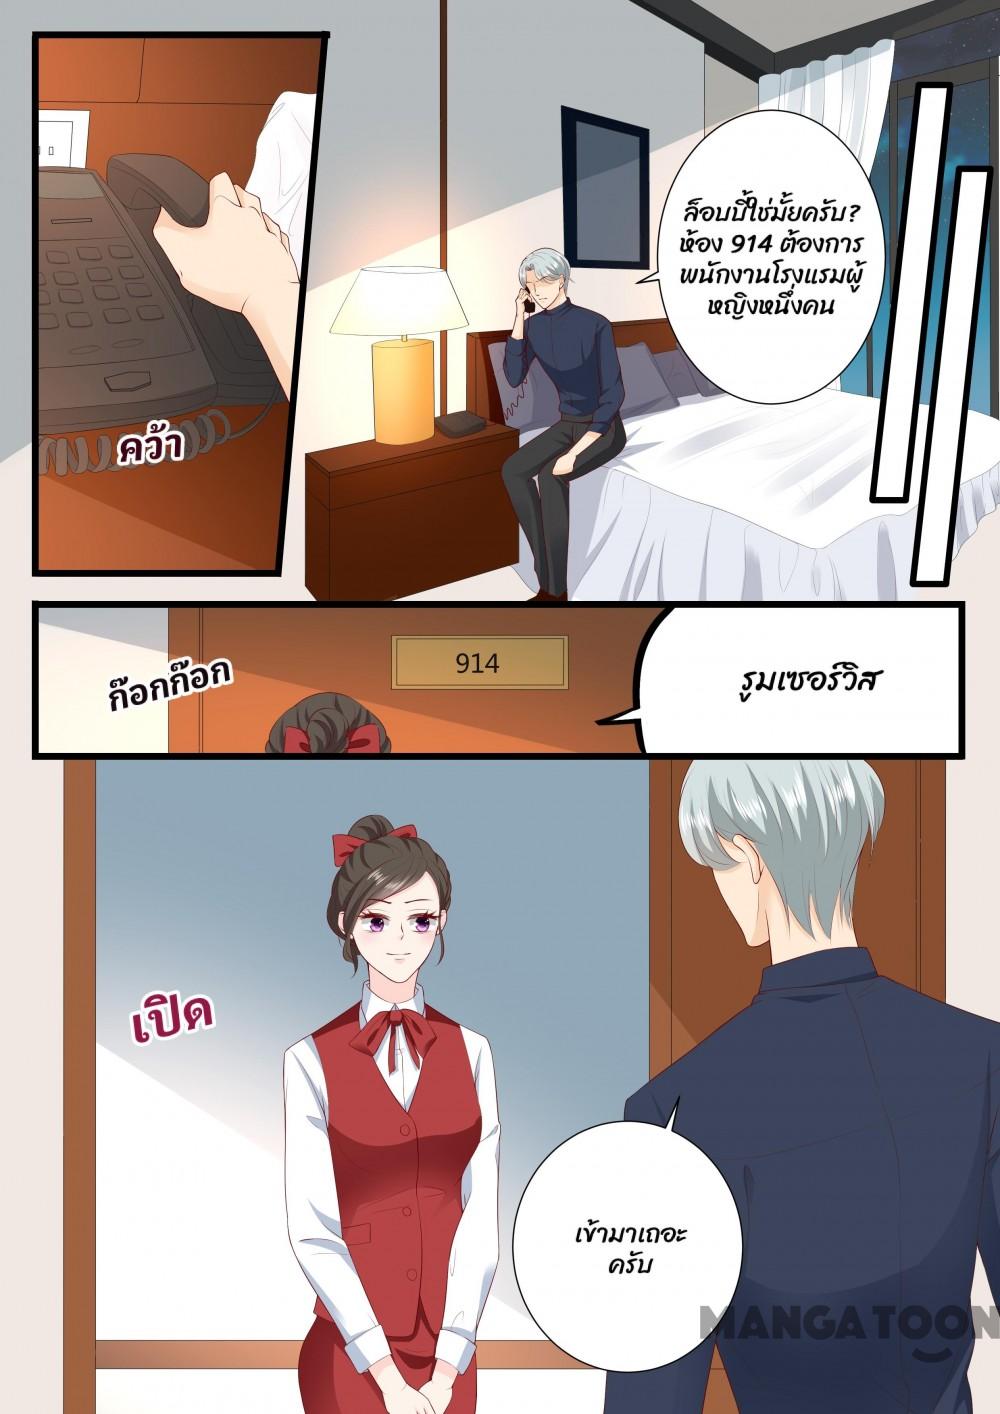 คว้า
ล็อบบี้ใช่มั้ยครับ?
ห้อง 914 ต้องการ
พนักงานโรงแรมผู้
หญิงหนึ่งคน
ก๊อกก๊อก
914
รูมเซอร์วิส
เปิด
เข้ามาเถอะ
ครับ
MANGATOON